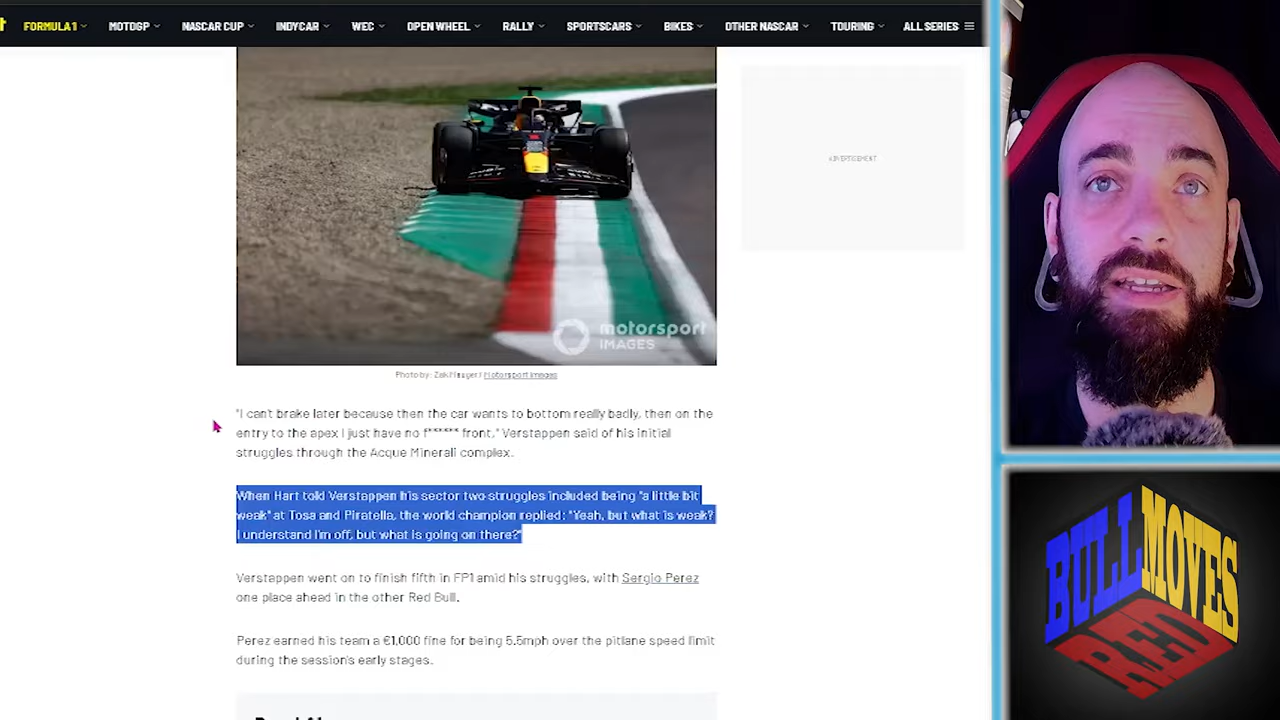 FORMULA 1 MOTOGP NASCAR CUP INDYCAR WEC OPEN WHEEL RALLY SPORTSCARS BIKES OTHER NASCAR TOURING ALL SERIES
ADVERTISEMENT
motorsport
IMAGES
Photo by: Zak Mauger / Motorsport Images
"I can't brake later because then the car wants to bottom really badly, then on the
entry to the apex I just have no f****** front," Verstappen said of his initial
struggles through the Acque Minerali complex.
When Hart told Verstappen his sector two struggles included being "a little bit
weak" at Tosa and Piratella, the world champion replied: "Yeah, but what is weak?
I understand I'm off, but what is going on there?"
Verstappen went on to finish fifth in FP1 amid his struggles, with Sergio Perez
one place ahead in the other Red Bull.
Perez earned his team a €1,000 fine for being 5.5mph over the pitlane speed limit
during the session's early stages.
BULL
MOVES
RED